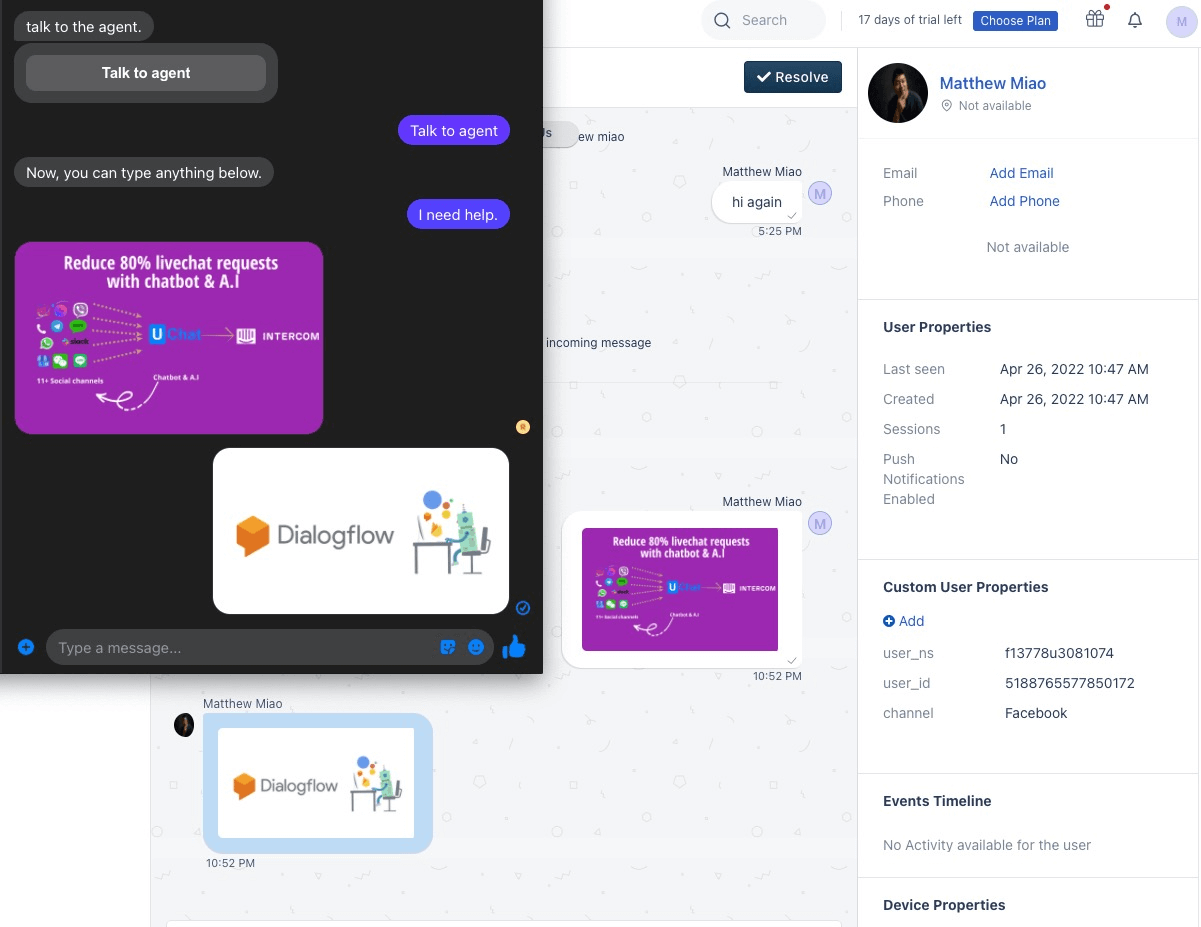 talk to the agent.
Talk to agent
Talk to agent
Now, you can type anything below.
I need help.
Reduce 80% livechat requests
with chatbot & A.I
UChat
INTERCOM
11+ Social channels
Chatbot & A.I
R
Dialogflow
Type a message...
Search
17 days of trial left
Choose Plan
M
Resolve
Us
ew miao
Matthew Miao
hi again
M
5:25 PM
incoming message
Matthew Miao
M
Reduce 80% livechat requests
with chatbot & A.I
UChat
INTERCOM
11+ Social channels
Chatbot & A.I
10:52 PM
Matthew Miao
Dialogflow
10:52 PM
Matthew Miao
Not available
Email Add Email
Phone Add Phone
Not available
User Properties
Last seen Apr 26, 2022 10:47 AM
Created Apr 26, 2022 10:47 AM
Sessions 1
Push No
Notifications
Enabled
Custom User Properties
Add
user_ns f13778u3081074
user_id 5188765577850172
channel Facebook
Events Timeline
No Activity available for the user
Device Properties